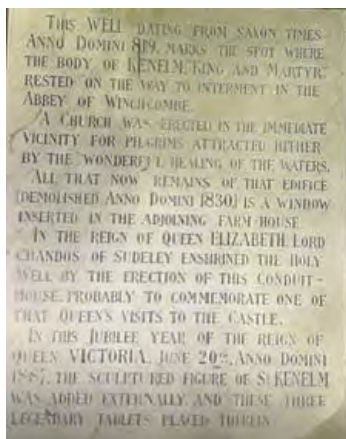 THIS WELL DATING FROM SAXON TIMES
ANNO DOMINI 819, MARKS THE SPOT WHERE
THE BODY OF KENELM, "KING AND MARTYR"
RESTED ON THE WAY TO INTERMENT IN THE
ABBEY OF WINCHCOMBE.
A CHURCH WAS ERECTED IN THE IMMEDIATE
VICINITY FOR PILGRIMS ATTRACTED HITHER
BY THE WONDERFUL HEALING OF THE WATERS.
ALL THAT NOW REMAINS OF THAT EDIFICE
(DEMOLISHED ANNO DOMINI 1830) IS A WINDOW
INSERTED IN THE ADJOINING FARM-HOUSE
IN THE REIGN OF QUEEN ELIZABETH LORD
CHANDOS OF SUDELEY ENSHRINED THE HOLY
WELL BY THE ERECTION OF THIS CONDUIT-
HOUSE, PROBABLY TO COMMEMORATE ONE OF
THAT QUEEN'S VISITS TO THE CASTLE.
IN THIS JUBILEE YEAR OF THE REIGN OF
QUEEN VICTORIA, JUNE 20TH, ANNO DOMINI
1887, THE SCULPTURED FIGURE OF ST KENELM
WAS ADDED EXTERNALLY, AND THESE THREE
LEGENDARY TABLETS PLACED THEREIN